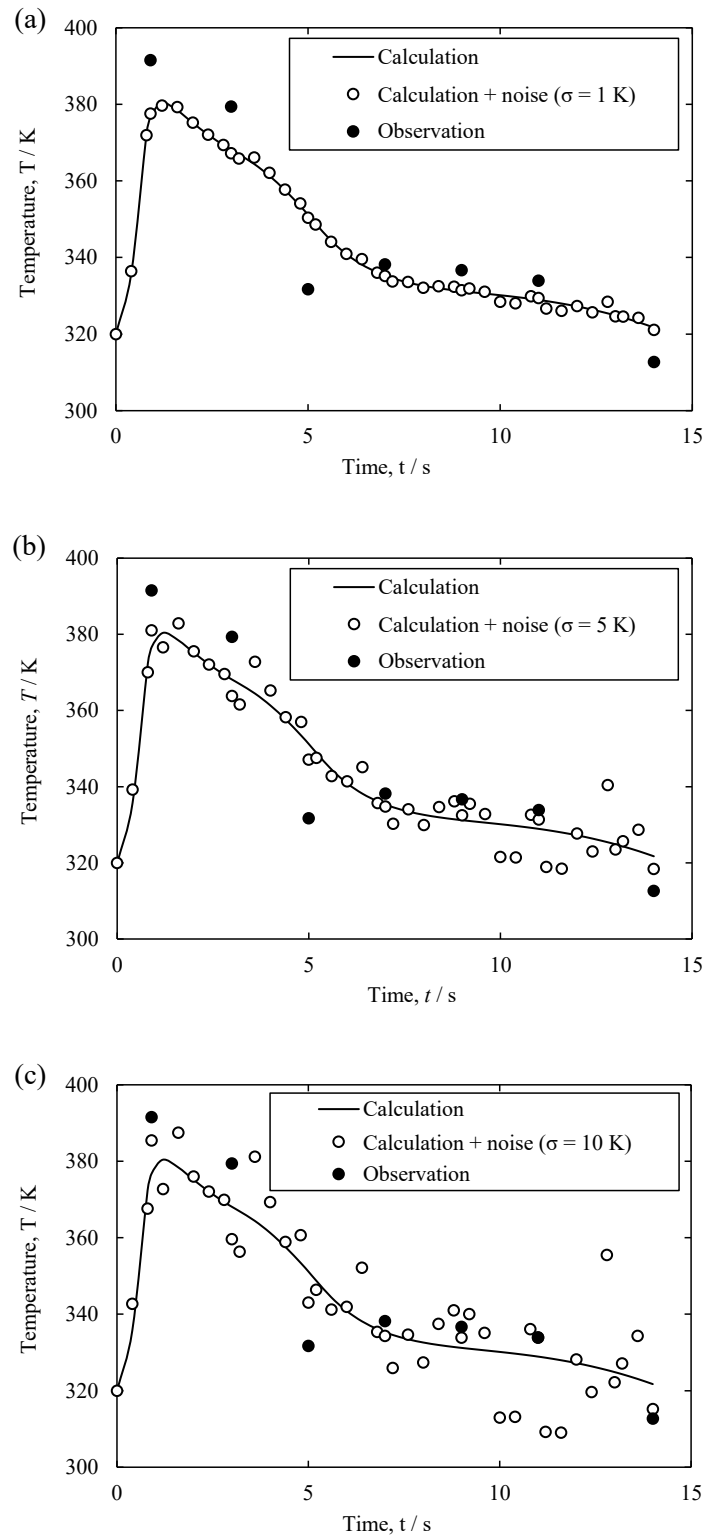 (a)
400
380
360
340
320
300
Temperature, T / K
Calculation
Calculation + noise (σ = 1 K)
Observation
0
5
10
15
Time, t / s
(b)
400
380
360
340
320
300
Temperature, T / K
Calculation
Calculation + noise (σ = 5 K)
Observation
0
5
10
15
Time, t / s
(c)
400
380
360
340
320
300
Temperature, T / K
Calculation
Calculation + noise (σ = 10 K)
Observation
0
5
10
15
Time, t / s